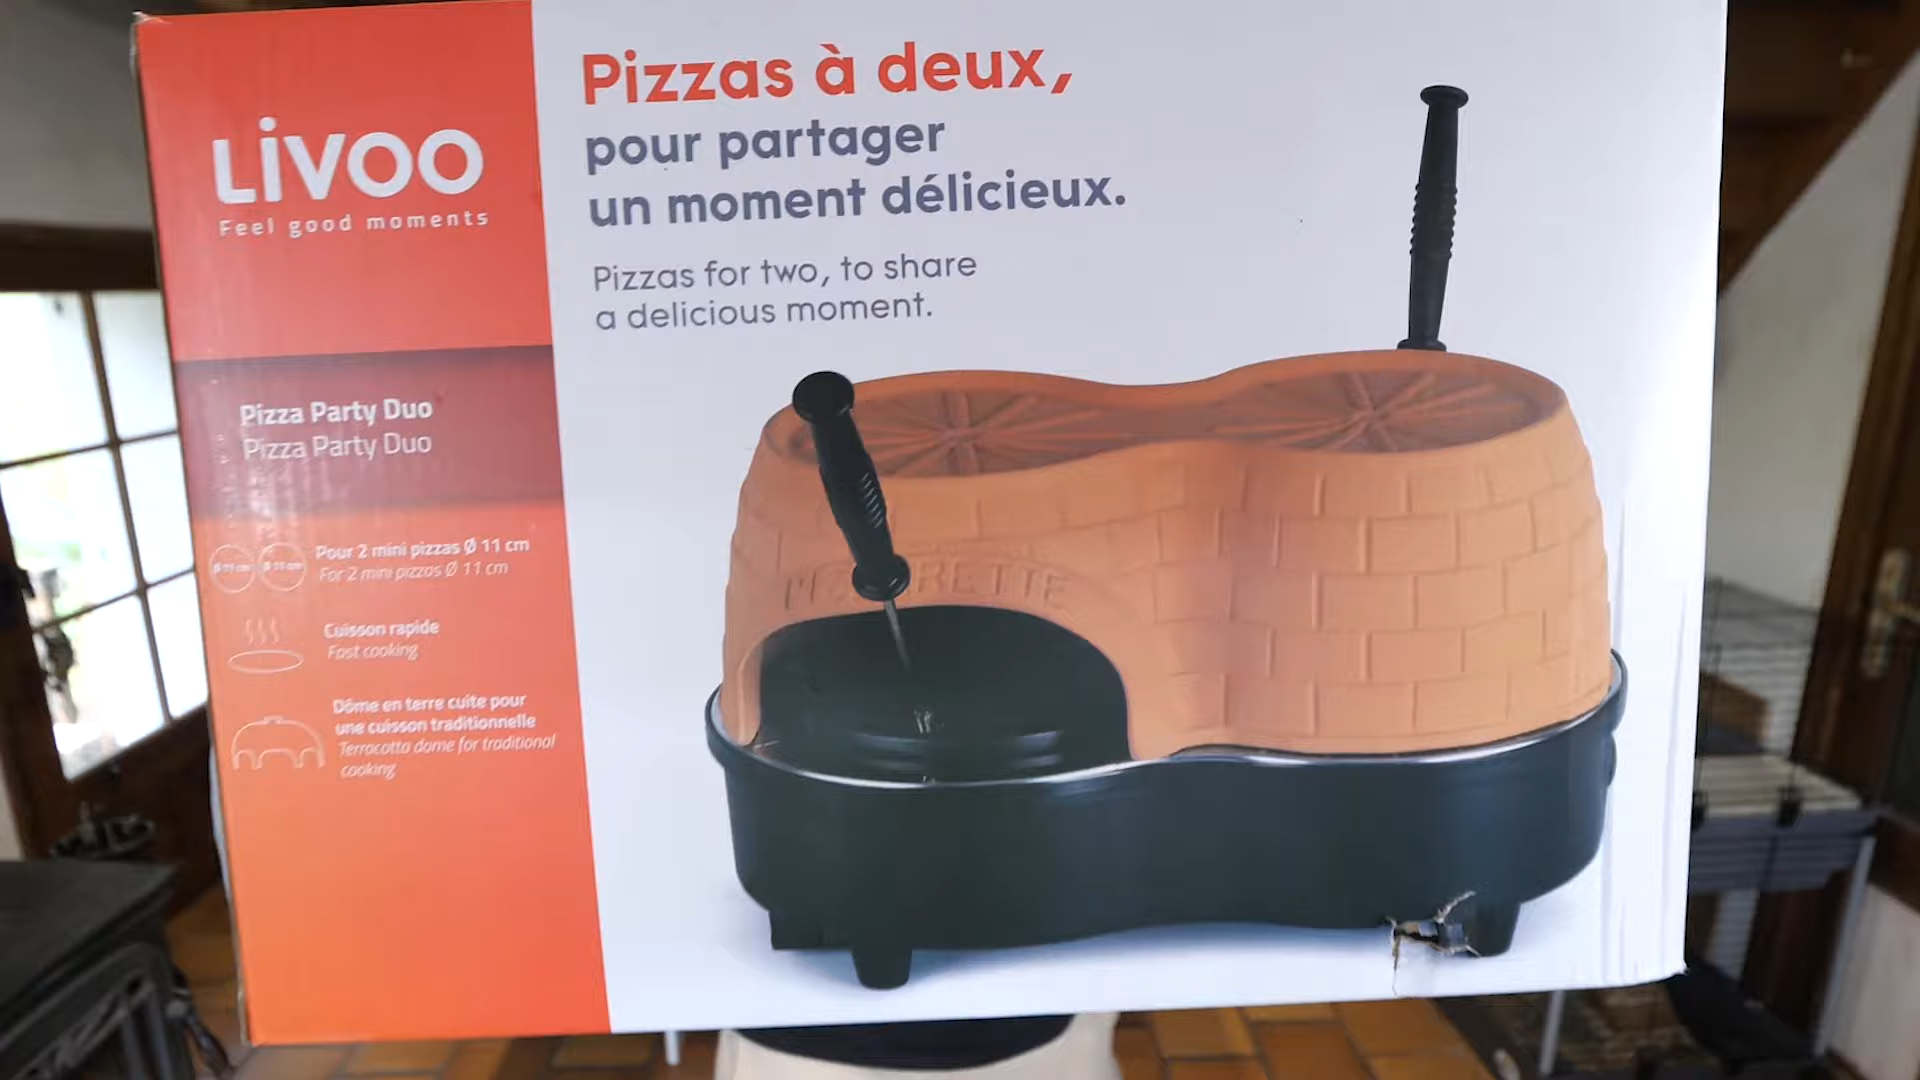 LiVOO
Feel good moments
Pizzas à deux,
pour partager
un moment délicieux.
Pizzas for two, to share
a delicious moment.
Pizza Party Duo
Pizza Party Duo
Pour 2 mini pizzas Ø 11 cm
For 2 mini pizzas Ø 11 cm
Cuisson rapide
Fast cooking
Dôme en terre cuite pour
une cuisson traditionnelle
Terracotta dome for traditional
cooking